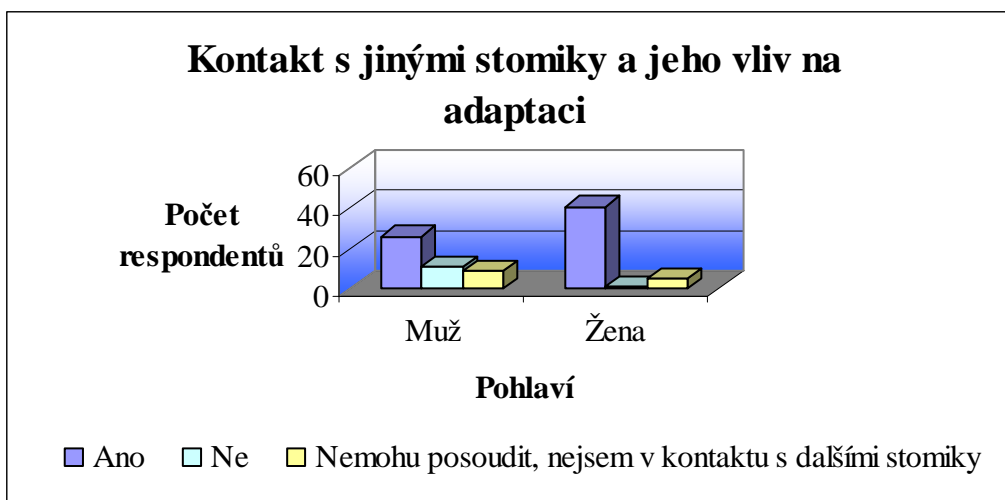 Kontakt s jinými stomiky a jeho vliv na
adaptaci
Počet
respondentů
60
40
20
0
Muž Žena
Pohlaví
Ano Ne Nemohu posoudit, nejsem v kontaktu s dalšími stomiky